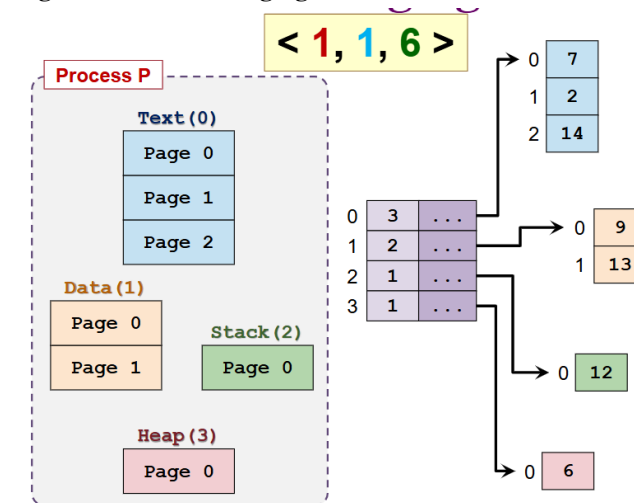 < 1, 1, 6 >
Process P
Text(0)
Page 0
Page 1
Page 2
Data(1)
Page 0
Page 1
Stack(2)
Page 0
Heap(3)
Page 0
0 3 ...
1 2 ...
2 1 ...
3 1 ...
0 7
1 2
2 14
0 9
1 13
0 12
0 6